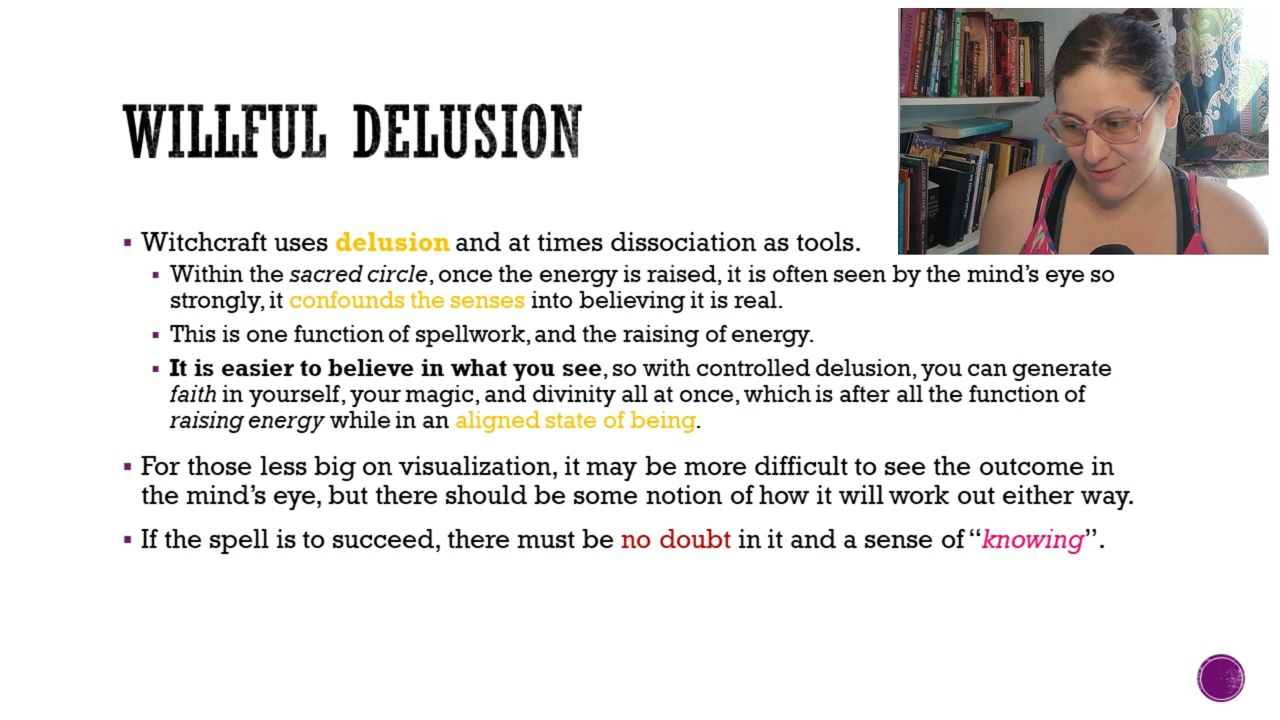 WILLFUL DELUSION
▪ Witchcraft uses delusion and at times dissociation as tools.
▪ Within the sacred circle, once the energy is raised, it is often seen by the mind's eye so
strongly, it confounds the senses into believing it is real.
▪ This is one function of spellwork, and the raising of energy.
▪ It is easier to believe in what you see, so with controlled delusion, you can generate
faith in yourself, your magic, and divinity all at once, which is after all the function of
raising energy while in an aligned state of being.
▪ For those less big on visualization, it may be more difficult to see the outcome in
the mind's eye, but there should be some notion of how it will work out either way.
▪ If the spell is to succeed, there must be no doubt in it and a sense of “knowing”.